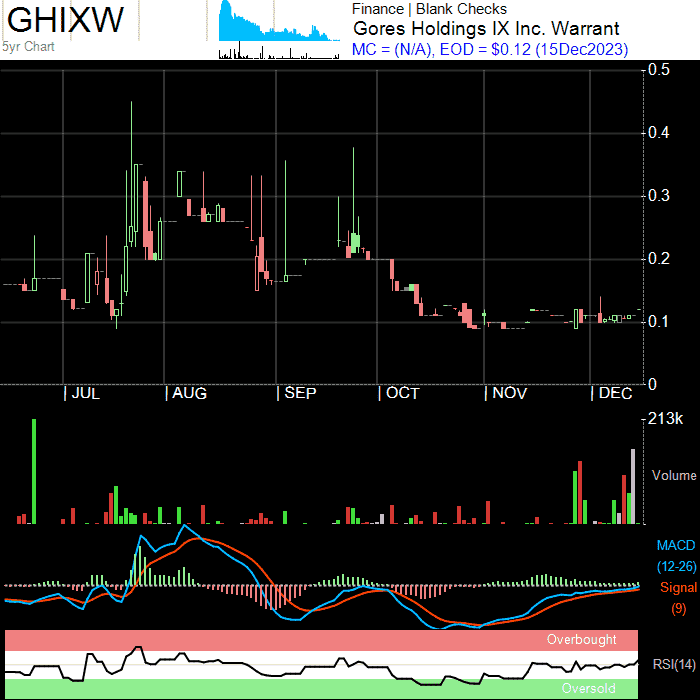 GHIXW
5yr Chart
Finance | Blank Checks
Gores Holdings IX Inc. Warrant
MC = (N/A), EOD = $0.12 (15Dec2023)
0.5
0.4
0.3
0.2
0.1
0
| JUL | AUG | SEP | OCT | NOV | DEC
213k
Volume
MACD
(12-26)
Signal
(9)
Overbought
RSI(14)
Oversold